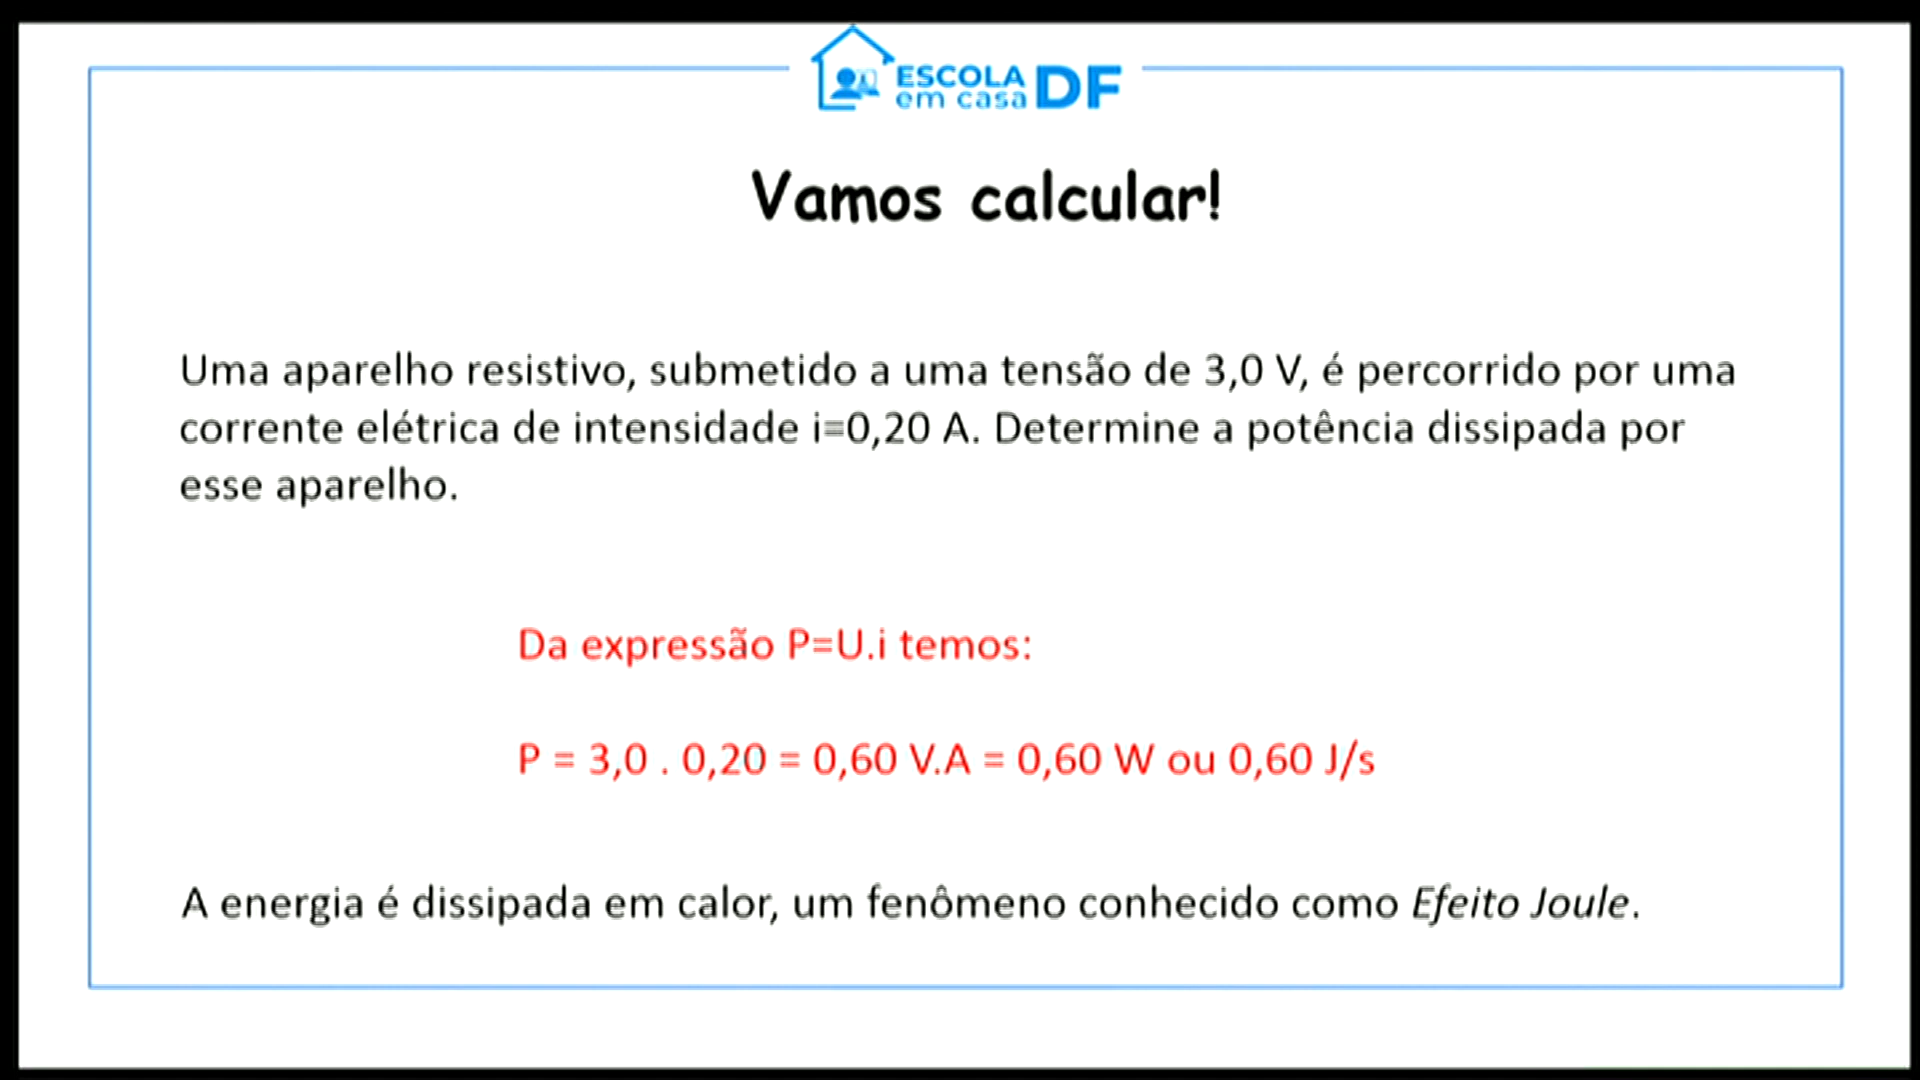 ESCOLA
em casa DF
Vamos calcular!
Uma aparelho resistivo, submetido a uma tensão de 3,0 V, é percorrido por uma
corrente elétrica de intensidade i=0,20 A. Determine a potência dissipada por
esse aparelho.
Da expressão P=U.i temos:
P = 3,0 . 0,20 = 0,60 V.A = 0,60 W ou 0,60 J/s
A energia é dissipada em calor, um fenômeno conhecido como Efeito Joule.